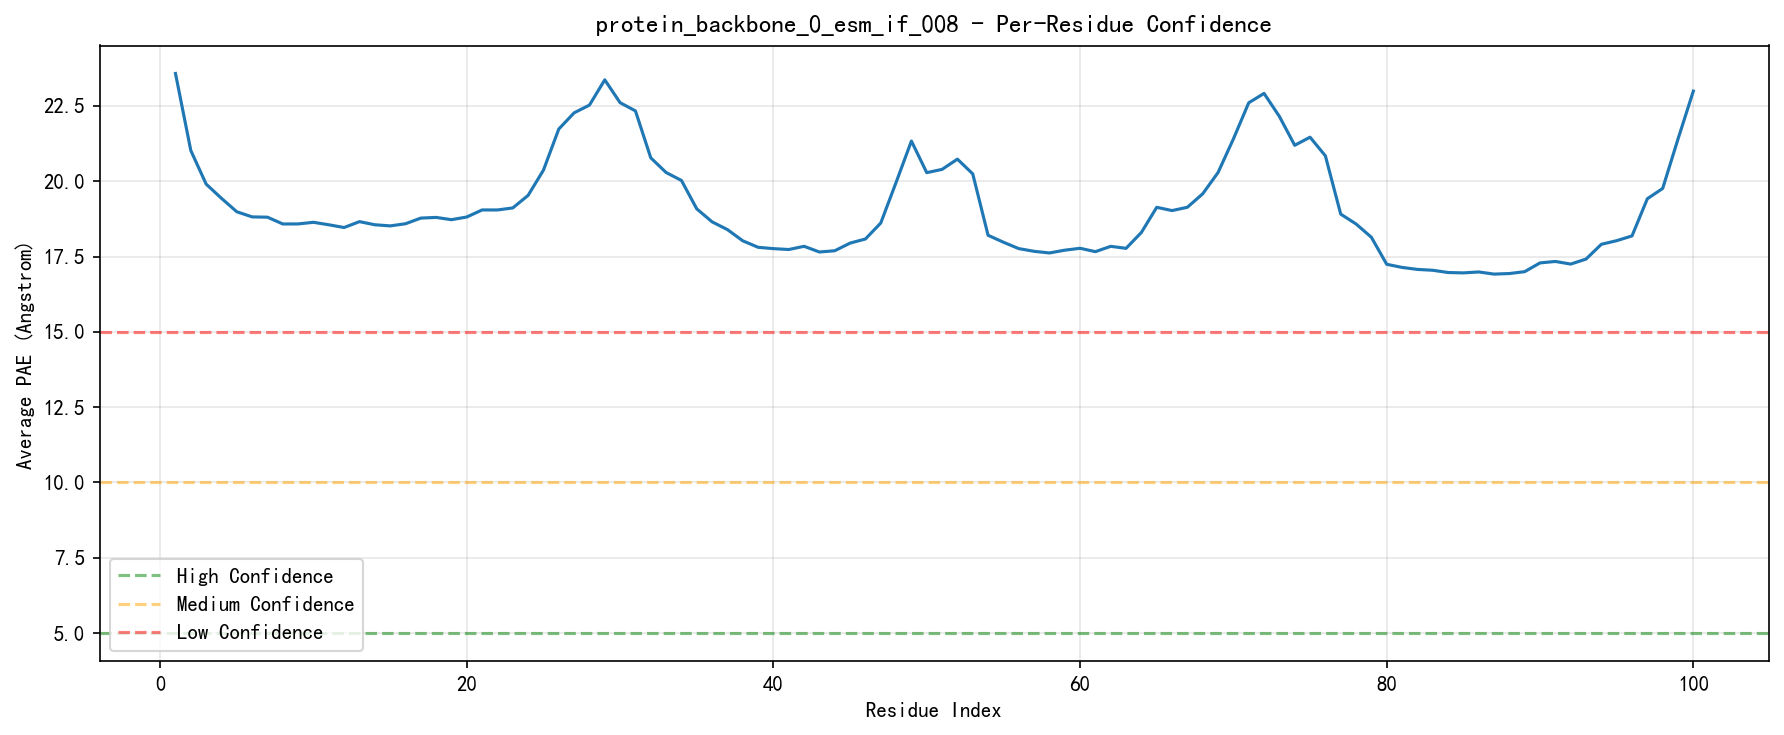 protein_backbone_0_esm_if_008 - Per-Residue Confidence
Average PAE (Angstrom)
22.5
20.0
17.5
15.0
12.5
10.0
7.5
5.0
High Confidence
Medium Confidence
Low Confidence
0 20 40 60 80 100
Residue Index